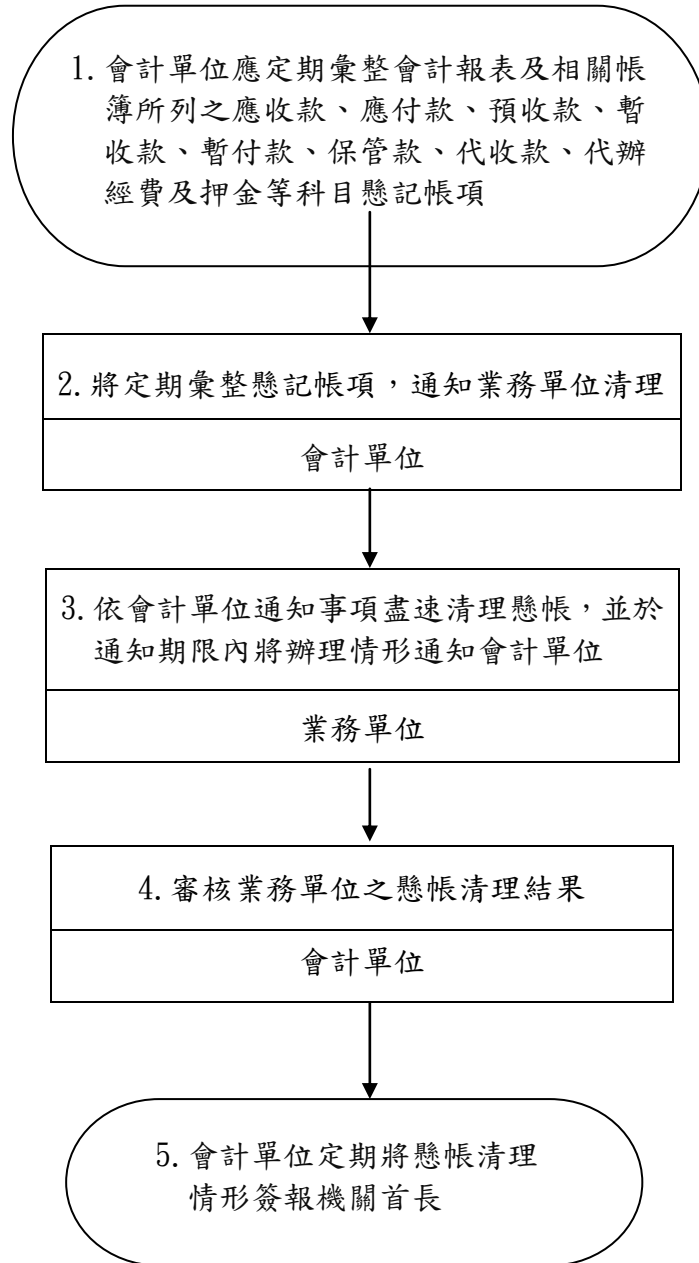 1. 會計單位應定期彙整會計報表及相關帳
簿所列之應收款、應付款、預收款、暫
收款、暫付款、保管款、代收款、代辦
經費及押金等科目懸記帳項
2. 將定期彙整懸記帳項，通知業務單位清理
會計單位
3. 依會計單位通知事項盡速清理懸帳，並於
通知期限內將辦理情形通知會計單位
業務單位
4. 審核業務單位之懸帳清理結果
會計單位
5. 會計單位定期將懸帳清理
情形簽報機關首長